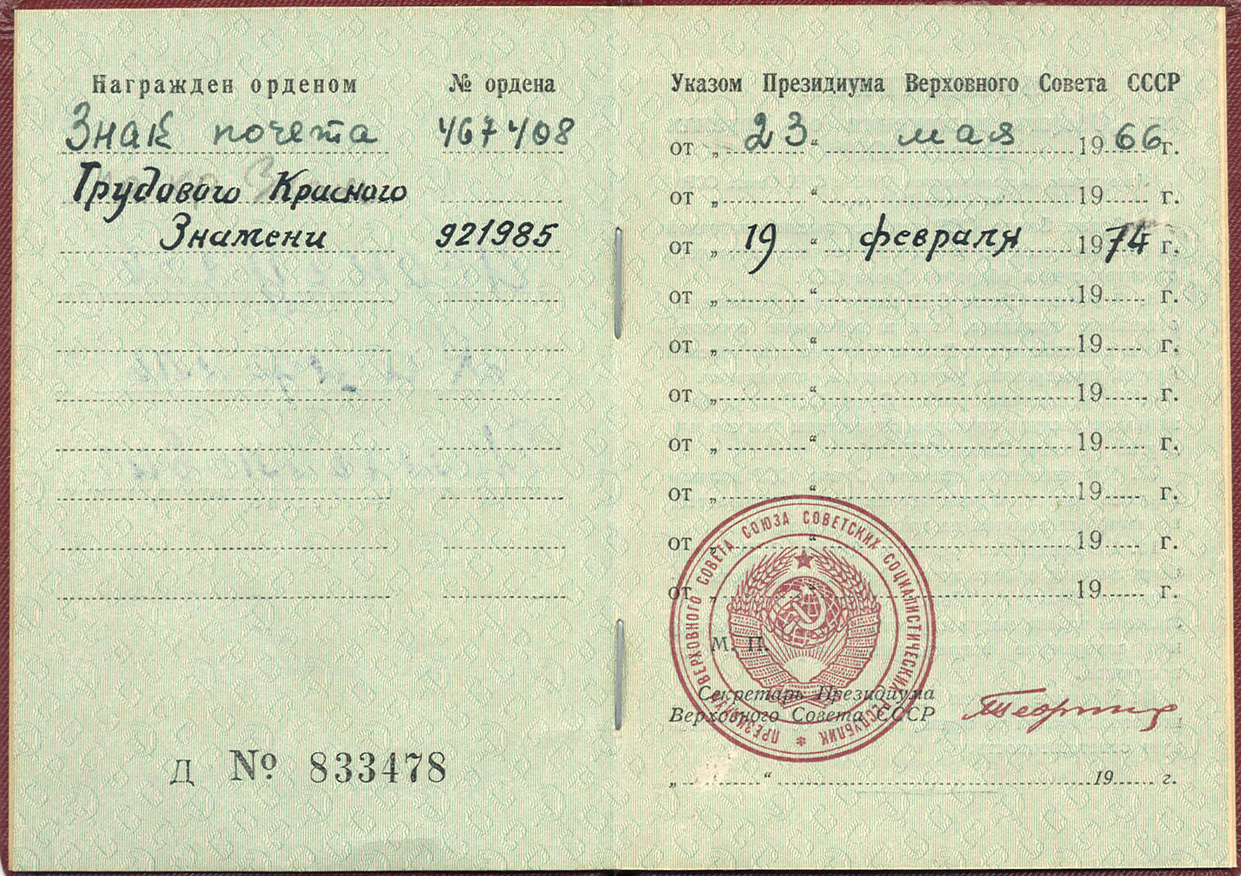 Награжден орденом № ордена
Знак почета 467408
Трудового Красного
Знамени 921985
Д № 833478
Указом Президиума Верховного Совета СССР
от „ 23 “ мая 1966 г.
от „ “ 19 г.
от „ 19 “ февраля 1974 г.
от „ “ 19 г.
от „ “ 19 г.
от „ “ 19 г.
от „ “ 19 г.
от „ “ 19 г.
от „ “ 19 г.
от „ “ 19 г.
ПРЕЗИДИУМ ВЕРХОВНОГО СОВЕТА СОЮЗА СОВЕТСКИХ СОЦИАЛИСТИЧЕСКИХ РЕСПУБЛИК
М. П.
Секретарь Президиума
Верховного Совета СССР
„ “ 19 г.